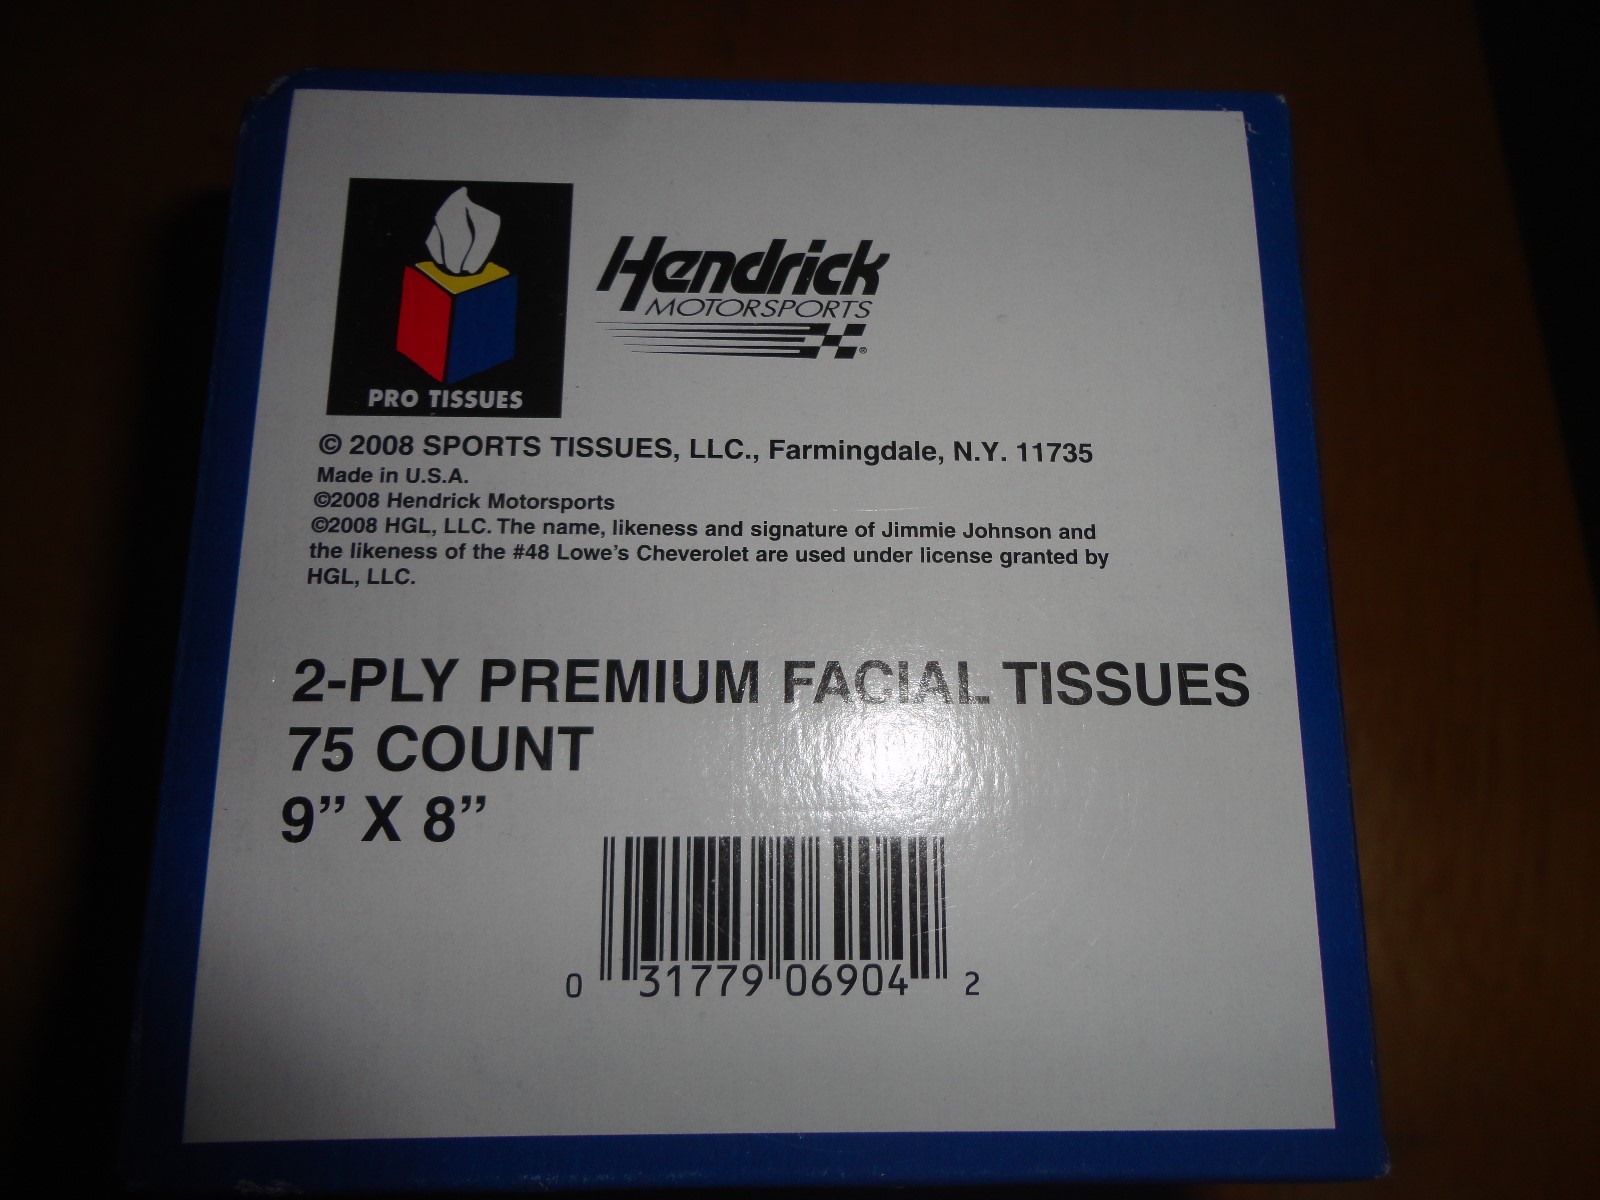 PRO TISSUES
Hendrick
MOTORSPORTS
®
© 2008 SPORTS TISSUES, LLC., Farmingdale, N.Y. 11735
Made in U.S.A.
©2008 Hendrick Motorsports
©2008 HGL, LLC. The name, likeness and signature of Jimmie Johnson and
the likeness of the #48 Lowe's Cheverolet are used under license granted by
HGL, LLC.
2-PLY PREMIUM FACIAL TISSUES
75 COUNT
9” X 8”
0 31779 06904 2